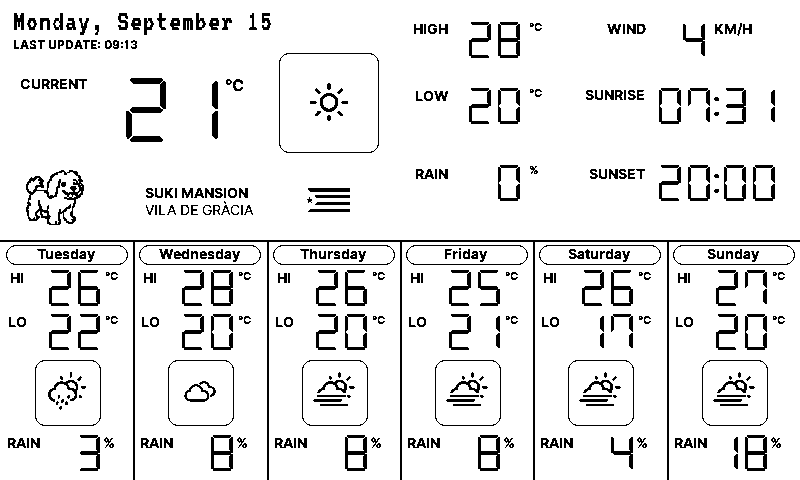 Monday, September 15
LAST UPDATE: 09:13
CURRENT 21 °C
HIGH 28 °C
WIND 4 KM/H
LOW 20 °C
SUNRISE 07:31
RAIN 0 %
SUNSET 20:00
SUKI MANSION
VILA DE GRÀCIA
Tuesday
HI 26 °C
LO 22 °C
RAIN 3 %
Wednesday
HI 28 °C
LO 20 °C
RAIN 8 %
Thursday
HI 26 °C
LO 20 °C
RAIN 8 %
Friday
HI 25 °C
LO 21 °C
RAIN 8 %
Saturday
HI 26 °C
LO 17 °C
RAIN 4 %
Sunday
HI 27 °C
LO 20 °C
RAIN 18 %